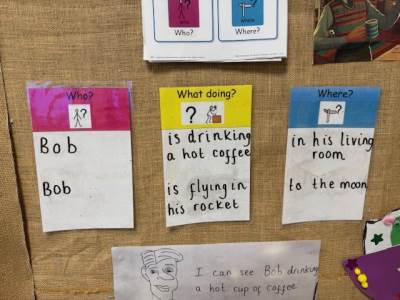 Who?
Where?
Who?
Bob
Bob
What doing?
?
is drinking
a hot coffee
is flying in
his rocket
Where?
in his living
room
to the moon
I can see Bob drinking
a hot cup of coffee